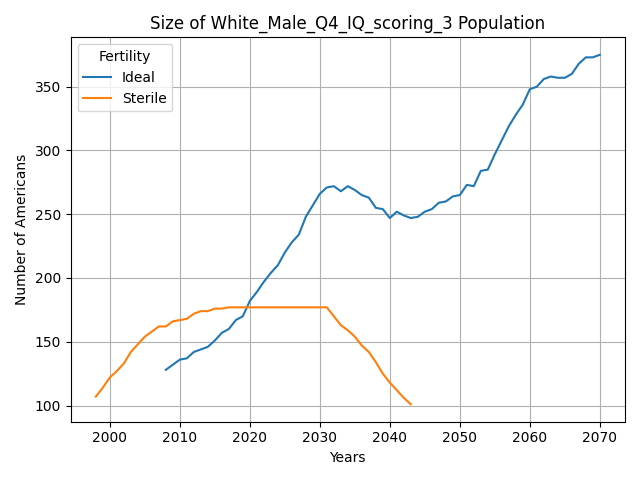 Size of White_Male_Q4_IQ_scoring_3 Population
Fertility
Ideal
Sterile
Number of Americans
350
300
250
200
150
100
2000 2010 2020 2030 2040 2050 2060 2070
Years